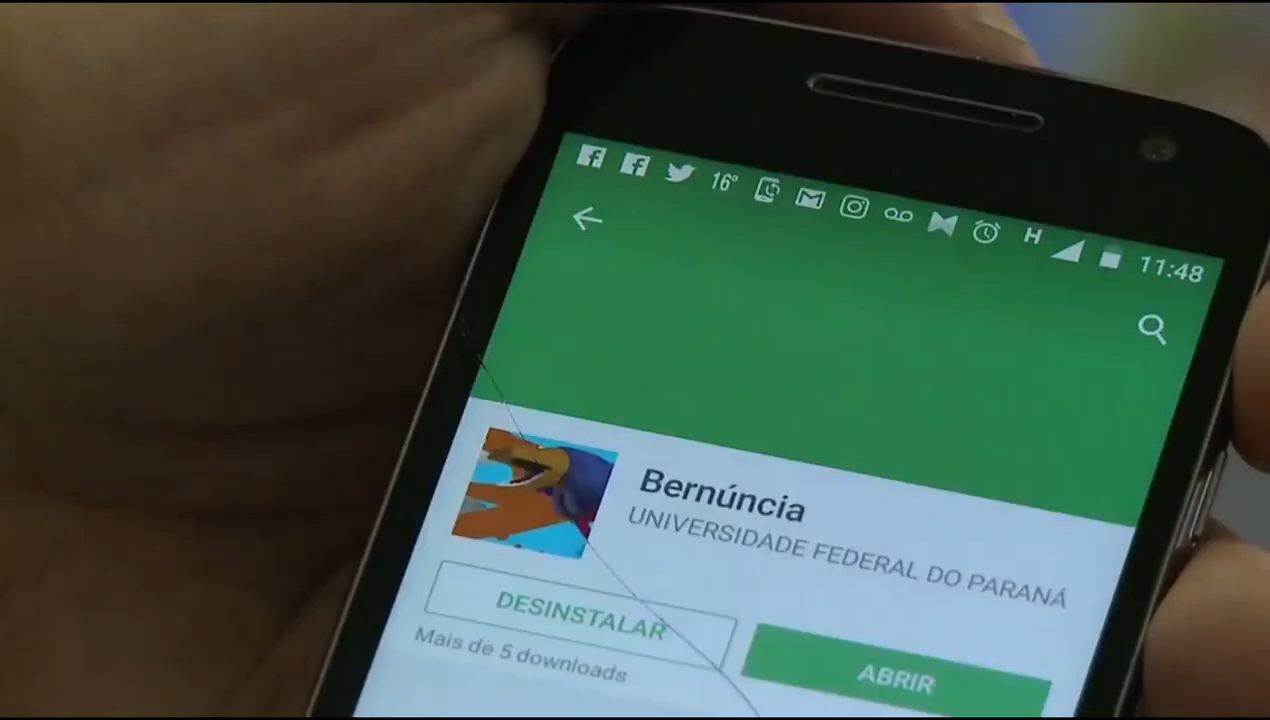 16° H 11:48
Bernúncia
UNIVERSIDADE FEDERAL DO PARANÁ
DESINSTALAR
ABRIR
Mais de 5 downloads